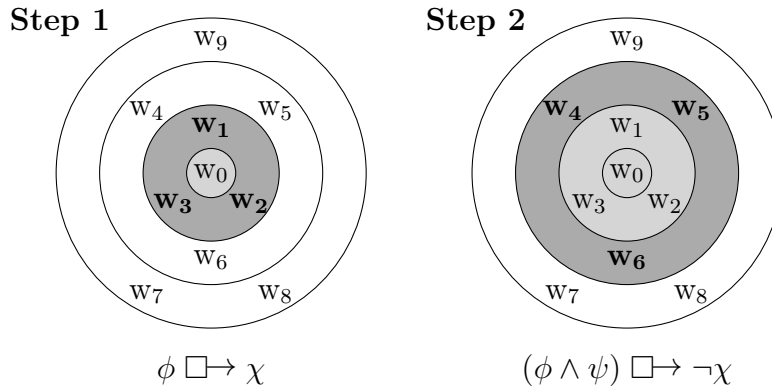 Step 1
w₉
w₄ w₅
w₁
w₀
w₃ w₂
w₆
w₇ w₈
ϕ □→ χ
Step 2
w₉
w₄ w₅
w₁
w₀
w₃ w₂
w₆
w₇ w₈
(ϕ ∧ ψ) □→ ¬χ